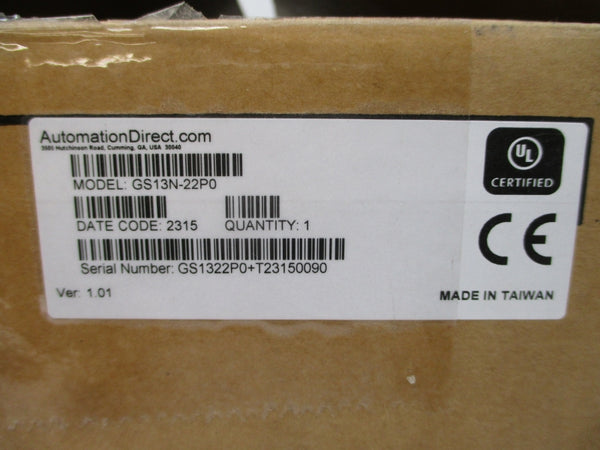 AutomationDirect.com
3505 Hutchinson Road, Cumming, GA, USA 30040
MODEL: GS13N-22P0
DATE CODE: 2315 QUANTITY: 1
Serial Number: GS1322P0+T23150090
Ver: 1.01
UL
CERTIFIED
CE
MADE IN TAIWAN